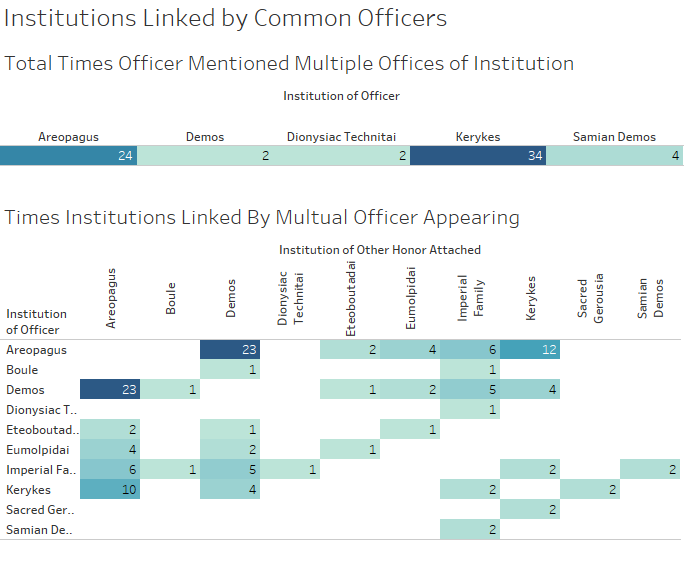 Institutions Linked by Common Officers
Total Times Officer Mentioned Multiple Offices of Institution
Institution of Officer
Areopagus Demos Dionysiac Technitai Kerykes Samian Demos
24 2 2 34 4
Times Institutions Linked By Multual Officer Appearing
Institution of Other Honor Attached
Institution of Officer Areopagus Boule Demos Dionysiac Technitai Eteoboutadai Eumolpidai Imperial Family Kerykes Sacred Gerousia Samian Demos
Areopagus 23 2 4 6 12
Boule 1 1
Demos 23 1 1 2 5 4
Dionysiac T.. 1
Eteoboutad.. 2 1 1
Eumolpidai 4 2 1
Imperial Fa.. 6 1 5 1 2 2
Kerykes 10 4 2 2
Sacred Ger.. 2
Samian De.. 2